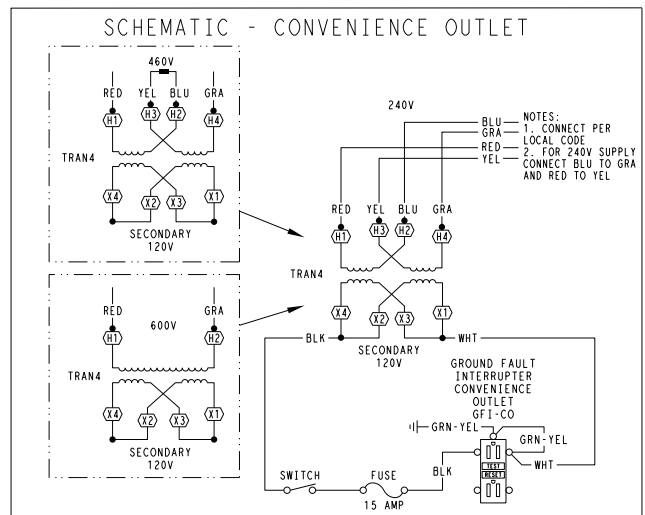 SCHEMATIC - CONVENIENCE OUTLET
460V
RED YEL BLU GRA
H1 H3 H2 H4
TRAN4
X4 X2 X3 X1
SECONDARY
120V
600V
RED GRA
H1 H2
TRAN4
X4 X2 X3 X1
SECONDARY
120V
240V
BLU
GRA
RED
YEL
NOTES:
1. CONNECT PER
LOCAL CODE
2. FOR 240V SUPPLY
CONNECT BLU TO GRA
AND RED TO YEL
RED YEL BLU GRA
H1 H3 H2 H4
TRAN4
X4 X2 X3 X1
BLK WHT
SECONDARY
120V
GROUND FAULT
INTERRUPTER
CONVENIENCE
OUTLET
GFI-CO
GRN-YEL
GRN-YEL
BLK
WHT
TEST
RESET
SWITCH
FUSE
15 AMP